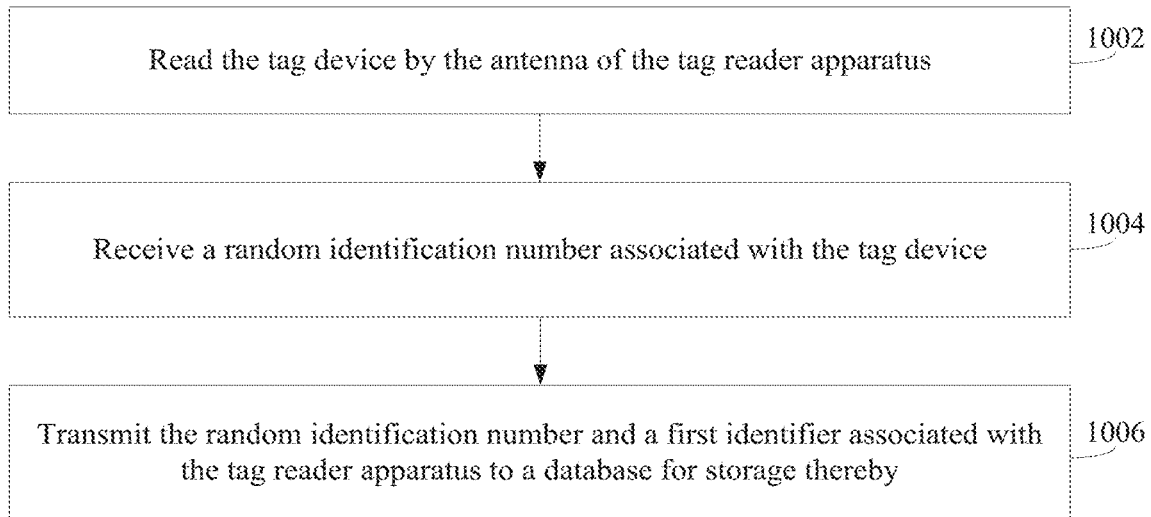 Read the tag device by the antenna of the tag reader apparatus
1002
Receive a random identification number associated with the tag device
1004
Transmit the random identification number and a first identifier associated with
the tag reader apparatus to a database for storage thereby
1006